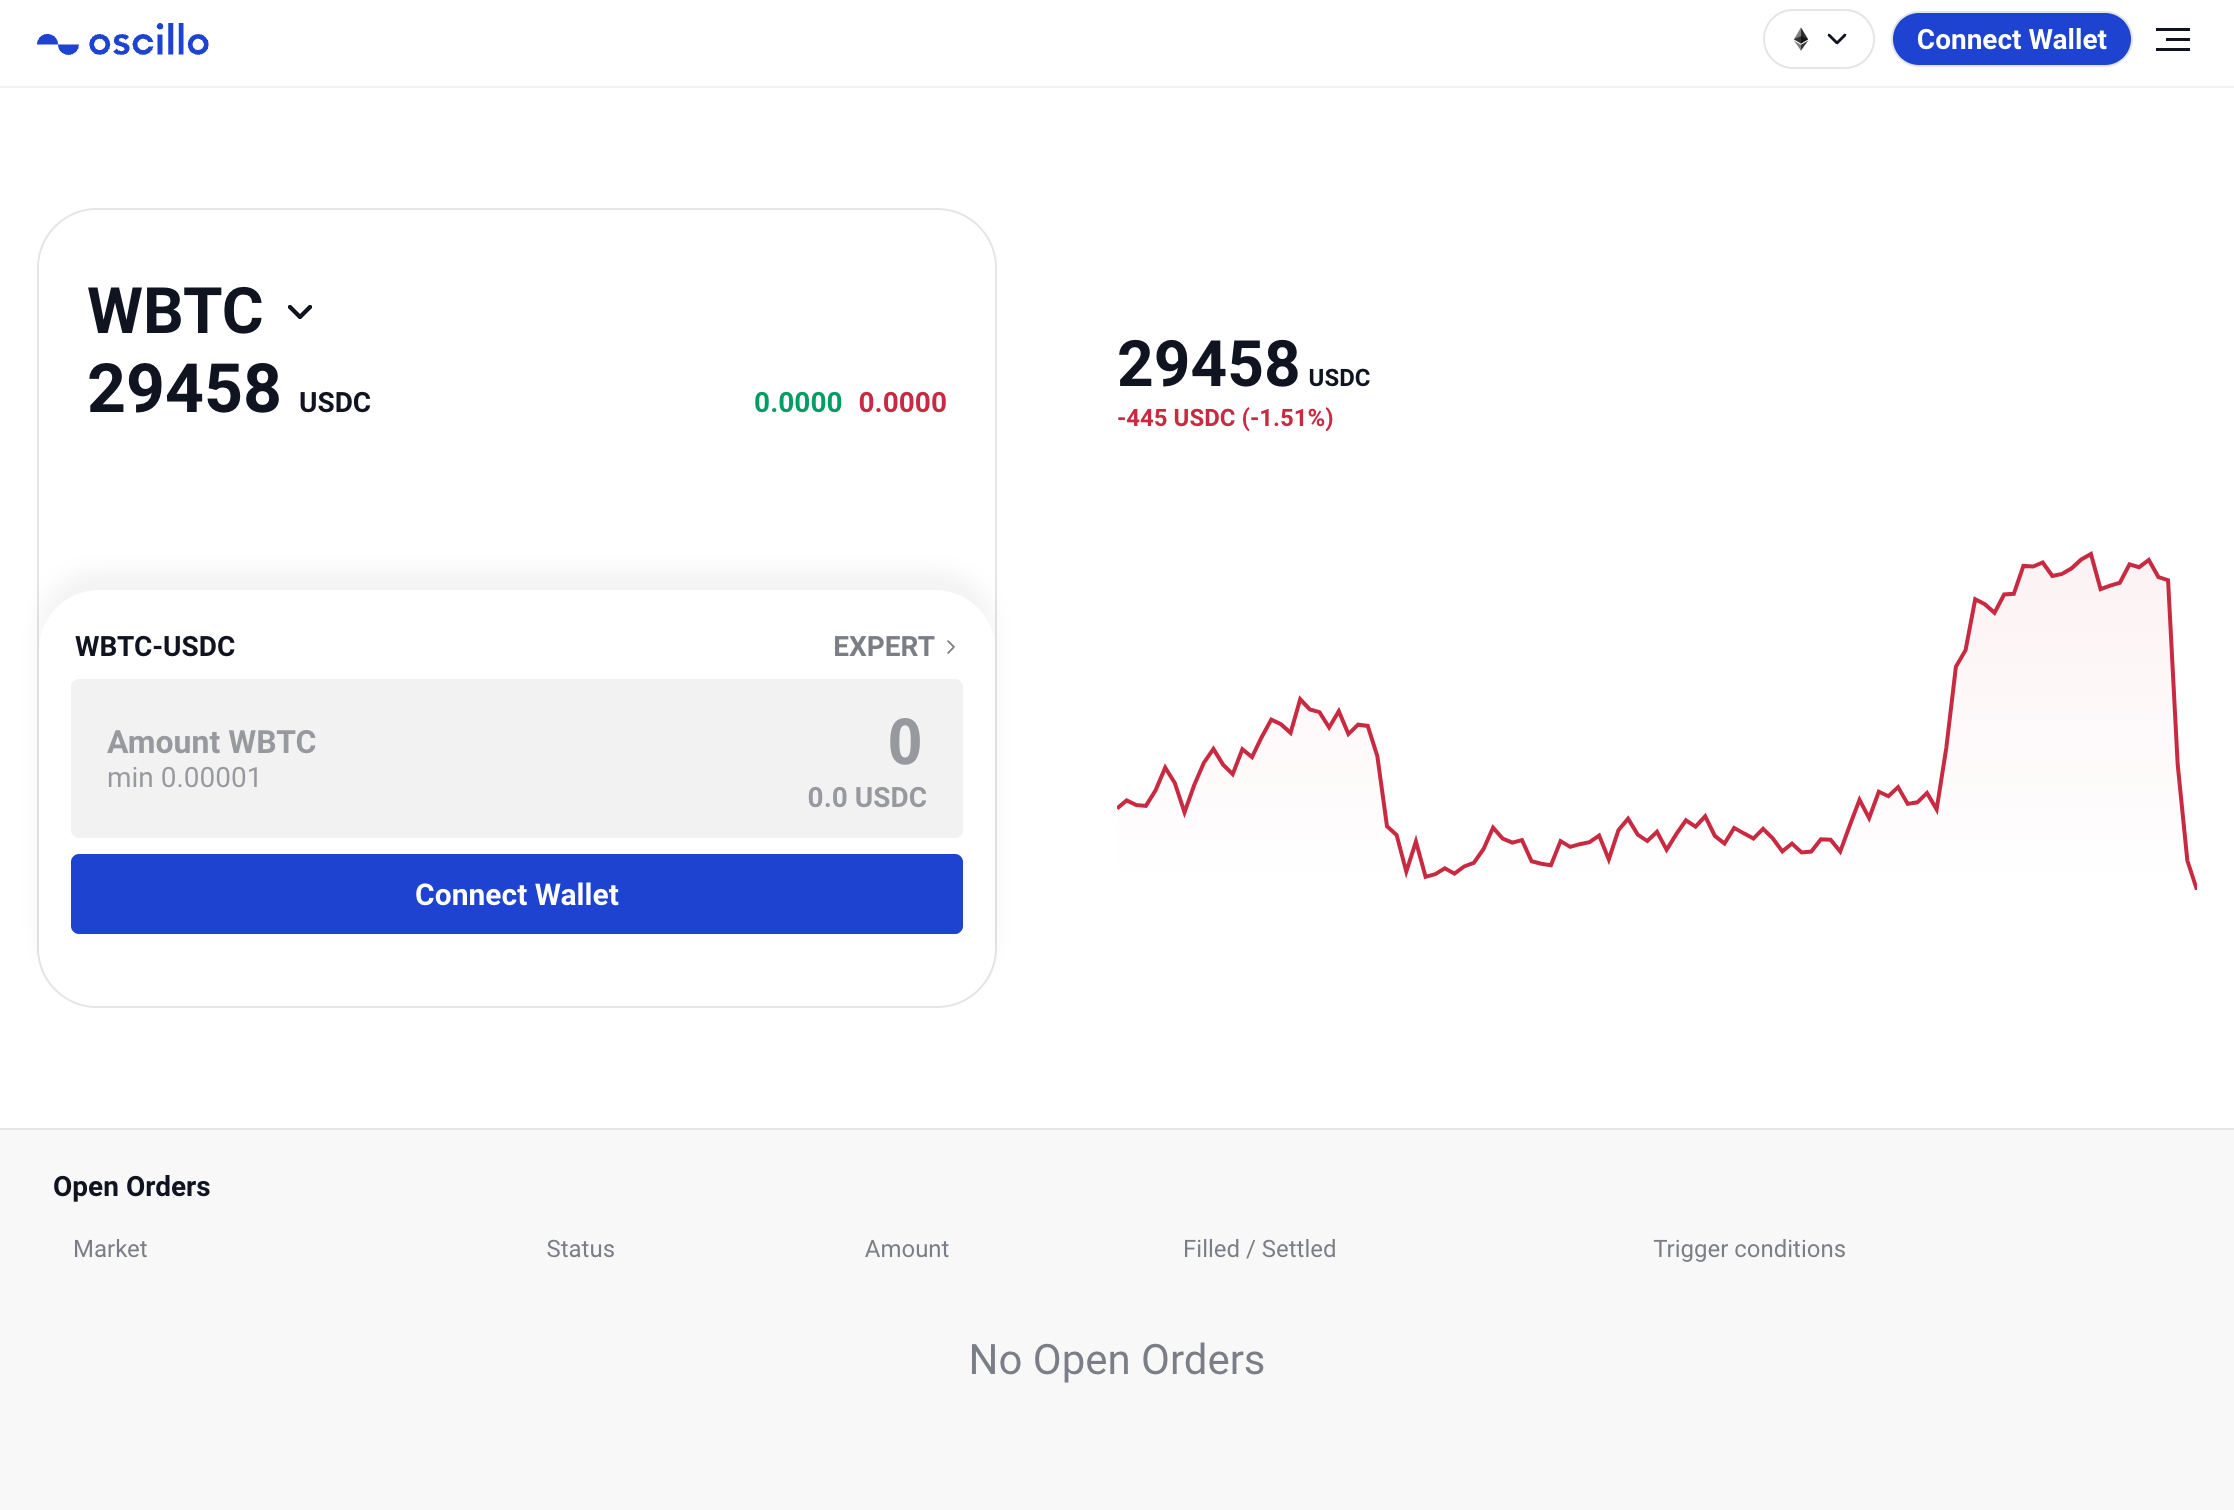 oscillo
Connect Wallet
WBTC
29458 USDC
0.0000 0.0000
WBTC-USDC
EXPERT
Amount WBTC
min 0.00001
0
0.0 USDC
Connect Wallet
29458 USDC
-445 USDC (-1.51%)
Open Orders
Market Status Amount Filled / Settled Trigger conditions
No Open Orders